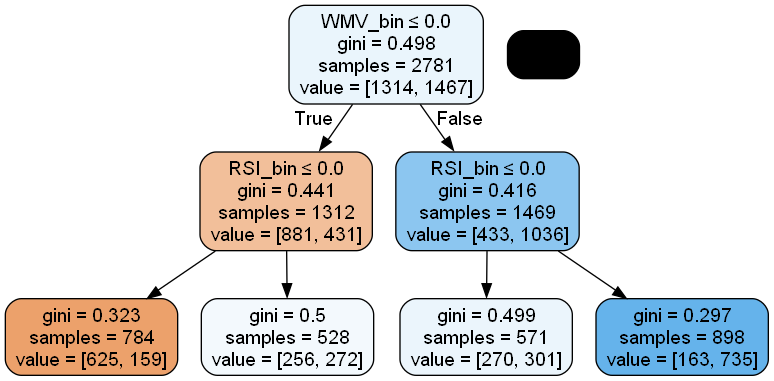 WMV_bin ≤ 0.0
gini = 0.498
samples = 2781
value = [1314, 1467]
True
False
RSI_bin ≤ 0.0
gini = 0.441
samples = 1312
value = [881, 431]
RSI_bin ≤ 0.0
gini = 0.416
samples = 1469
value = [433, 1036]
gini = 0.323
samples = 784
value = [625, 159]
gini = 0.5
samples = 528
value = [256, 272]
gini = 0.499
samples = 571
value = [270, 301]
gini = 0.297
samples = 898
value = [163, 735]